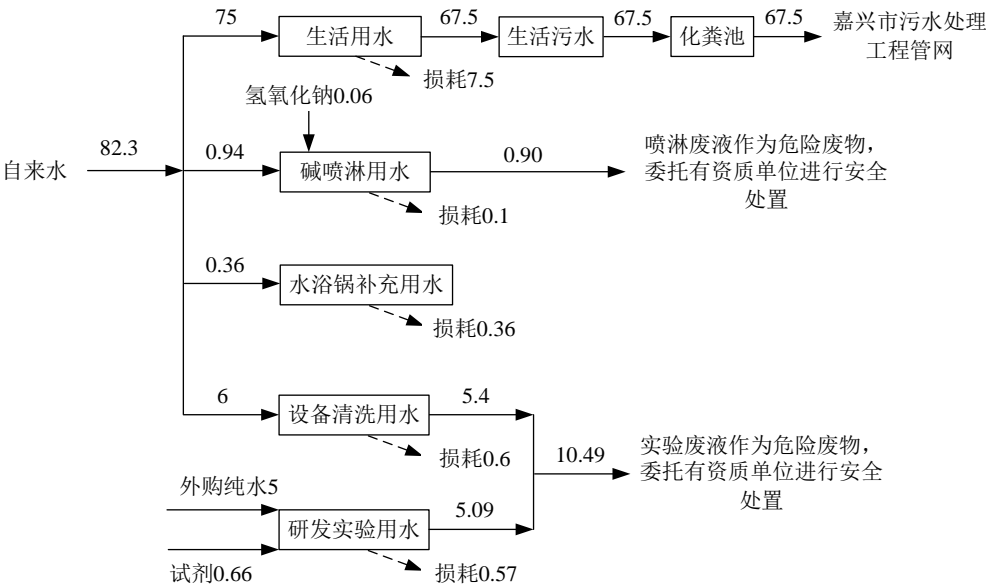 75
生活用水
67.5
生活污水
67.5
化粪池
67.5
嘉兴市污水处理
工程管网
损耗7.5
氢氧化钠0.06
自来水
82.3
0.94
碱喷淋用水
0.90
喷淋废液作为危险废物，
委托有资质单位进行安全
处置
损耗0.1
0.36
水浴锅补充用水
损耗0.36
6
设备清洗用水
5.4
损耗0.6
10.49
实验废液作为危险废物，
委托有资质单位进行安全
处置
外购纯水5
研发实验用水
5.09
试剂0.66
损耗0.57